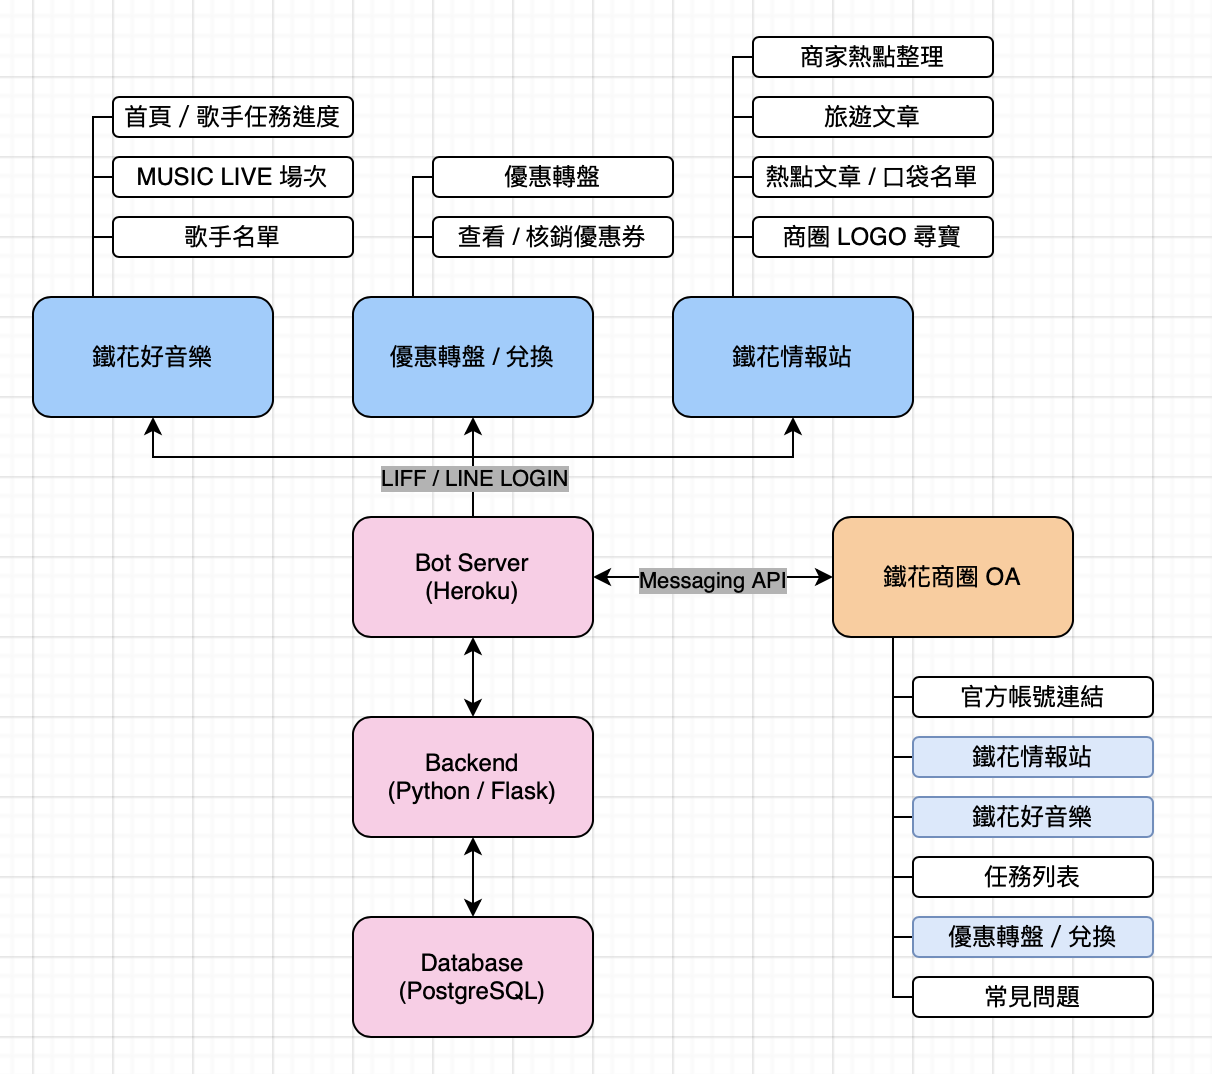 商家熱點整理
首頁 / 歌手任務進度
旅遊文章
MUSIC LIVE 場次
優惠轉盤
熱點文章 / 口袋名單
歌手名單
查看 / 核銷優惠券
商圈 LOGO 尋寶
鐵花好音樂
優惠轉盤 / 兌換
鐵花情報站
LIFF / LINE LOGIN
Bot Server
(Heroku)
Messaging API
鐵花商圈 OA
官方帳號連結
Backend
(Python / Flask)
鐵花情報站
鐵花好音樂
任務列表
優惠轉盤 / 兌換
Database
(PostgreSQL)
常見問題